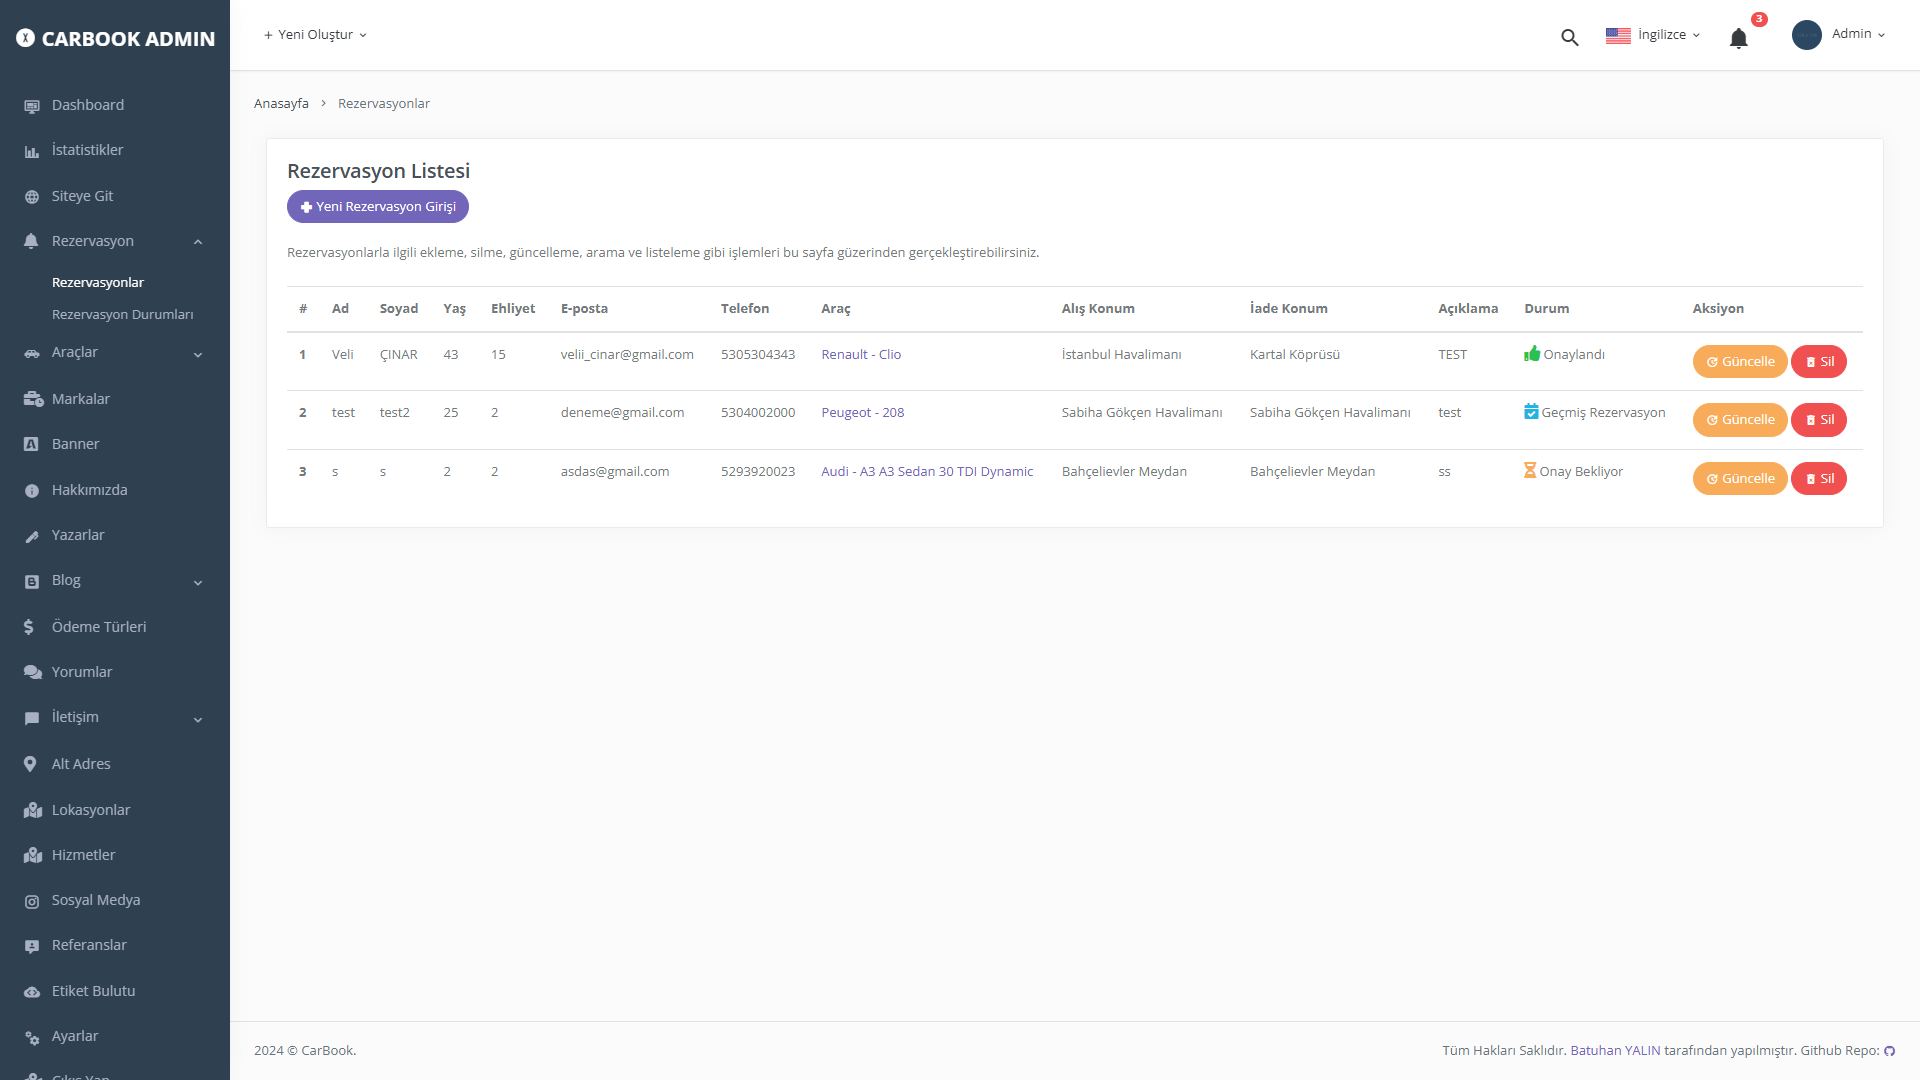 CARBOOK ADMIN
+ Yeni Oluştur
İngilizce
3
Admin
Dashboard
İstatistikler
Siteye Git
Rezervasyon
Rezervasyonlar
Rezervasyon Durumları
Araçlar
Markalar
Banner
Hakkımızda
Yazarlar
Blog
Ödeme Türleri
Yorumlar
İletişim
Alt Adres
Lokasyonlar
Hizmetler
Sosyal Medya
Referanslar
Etiket Bulutu
Ayarlar
Çıkış Yap
Anasayfa > Rezervasyonlar
Rezervasyon Listesi
Yeni Rezervasyon Girişi
Rezervasyonlarla ilgili ekleme, silme, güncelleme, arama ve listeleme gibi işlemleri bu sayfa güzerinden gerçekleştirebilirsiniz.
# Ad Soyad Yaş Ehliyet E-posta Telefon Araç Alış Konum İade Konum Açıklama Durum Aksiyon
1 Veli ÇINAR 43 15 velii_cinar@gmail.com 5305304343 Renault - Clio İstanbul Havalimanı Kartal Köprüsü TEST Onaylandı Güncelle Sil
2 test test2 25 2 deneme@gmail.com 5304002000 Peugeot - 208 Sabiha Gökçen Havalimanı Sabiha Gökçen Havalimanı test Geçmiş Rezervasyon Güncelle Sil
3 s s 2 2 asdas@gmail.com 5293920023 Audi - A3 A3 Sedan 30 TDI Dynamic Bahçelievler Meydan Bahçelievler Meydan ss Onay Bekliyor Güncelle Sil
2024 © CarBook.
Tüm Hakları Saklıdır. Batuhan YALIN tarafından yapılmıştır. Github Repo: